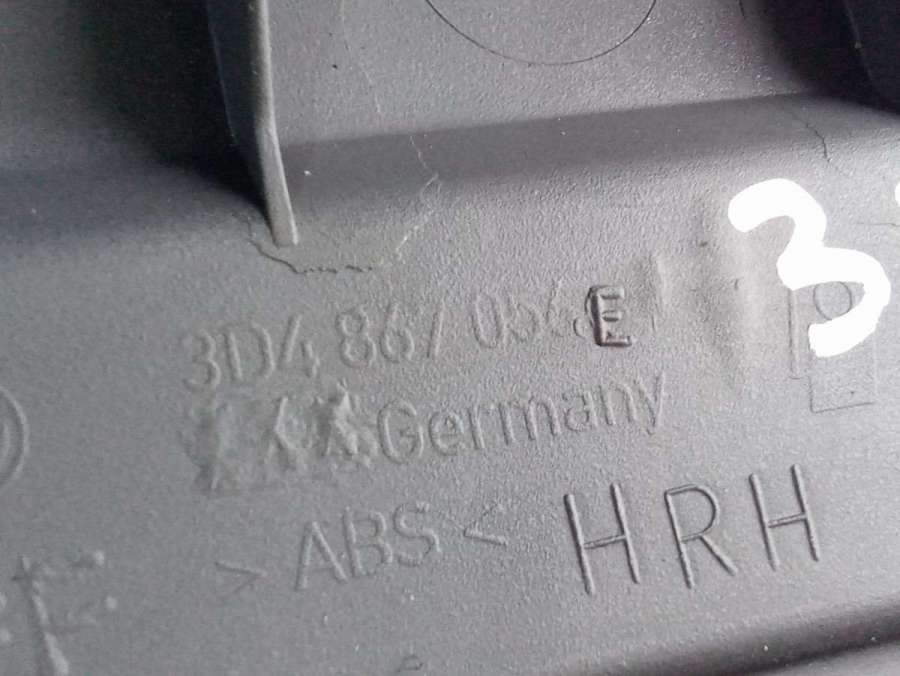 3D4 867 056 E
Germany
>ABS<
HRH
3